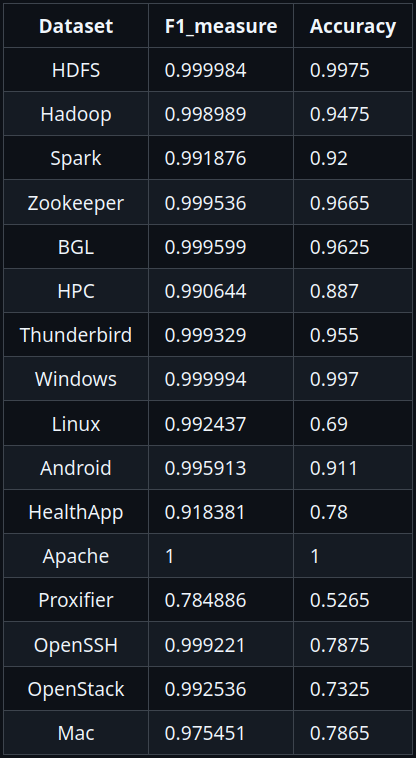 Dataset F1_measure Accuracy
HDFS 0.999984 0.9975
Hadoop 0.998989 0.9475
Spark 0.991876 0.92
Zookeeper 0.999536 0.9665
BGL 0.999599 0.9625
HPC 0.990644 0.887
Thunderbird 0.999329 0.955
Windows 0.999994 0.997
Linux 0.992437 0.69
Android 0.995913 0.911
HealthApp 0.918381 0.78
Apache 1 1
Proxifier 0.784886 0.5265
OpenSSH 0.999221 0.7875
OpenStack 0.992536 0.7325
Mac 0.975451 0.7865